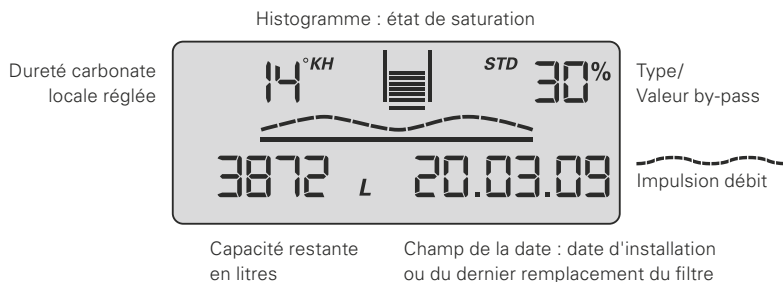 Histogramme : état de saturation
Dureté carbonate
locale réglée
14°KH STD 30%
Type/
Valeur by-pass
3872 L 20.03.09
Impulsion débit
Capacité restante
en litres
Champ de la date : date d'installation
ou du dernier remplacement du filtre